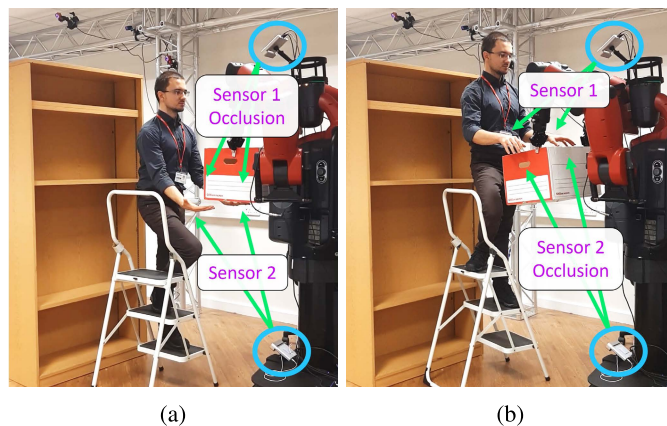 Sensor 1
Occlusion
Sensor 2
(a)
Sensor 1
Sensor 2
Occlusion
(b)